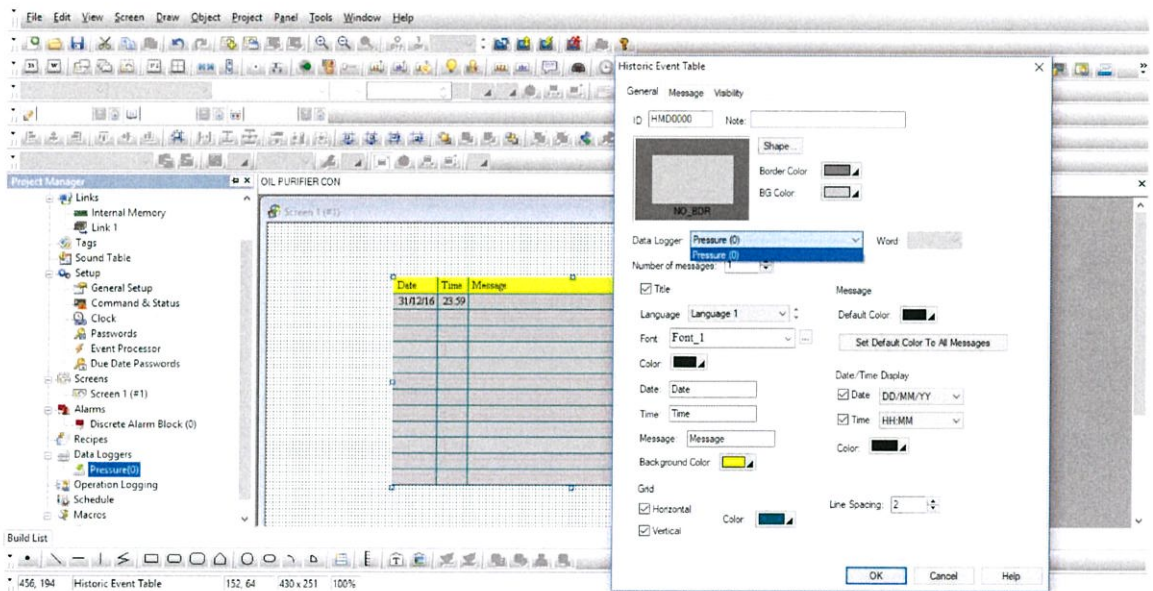 File Edit View Screen Draw Object Project Panel Tools Window Help
Historic Event Table
General Message Visibility
ID HMD0000 Note:
Shape...
Border Color
BG Color
NO_BDR
Data Logger Pressure (0) Word
Pressure (0)
Number of messages: 1
Title
Message
Language Language 1
Default Color
Font Font_1 ...
Set Default Color To All Messages
Color
Date/Time Display
Date Date
Date DD/MM/YY
Time Time
Time HH:MM
Message Message
Color
Background Color
Grid
Horizontal
Color
Line Spacing: 2
Vertical
OK Cancel Help
Project Manager
Links
Internal Memory
Link 1
Tags
Sound Table
Setup
General Setup
Command & Status
Clock
Passwords
Event Processor
Due Date Passwords
Screens
Screen 1 (#1)
Alarms
Discrete Alarm Block (0)
Recipes
Data Loggers
Pressure(0)
Operation Logging
Schedule
Macros
OIL PURIFIER CON
Screen 1 (#1)
Date Time Message
31/12/16 23:59
Build List
456, 194 Historic Event Table 152, 64 430 x 251 100%